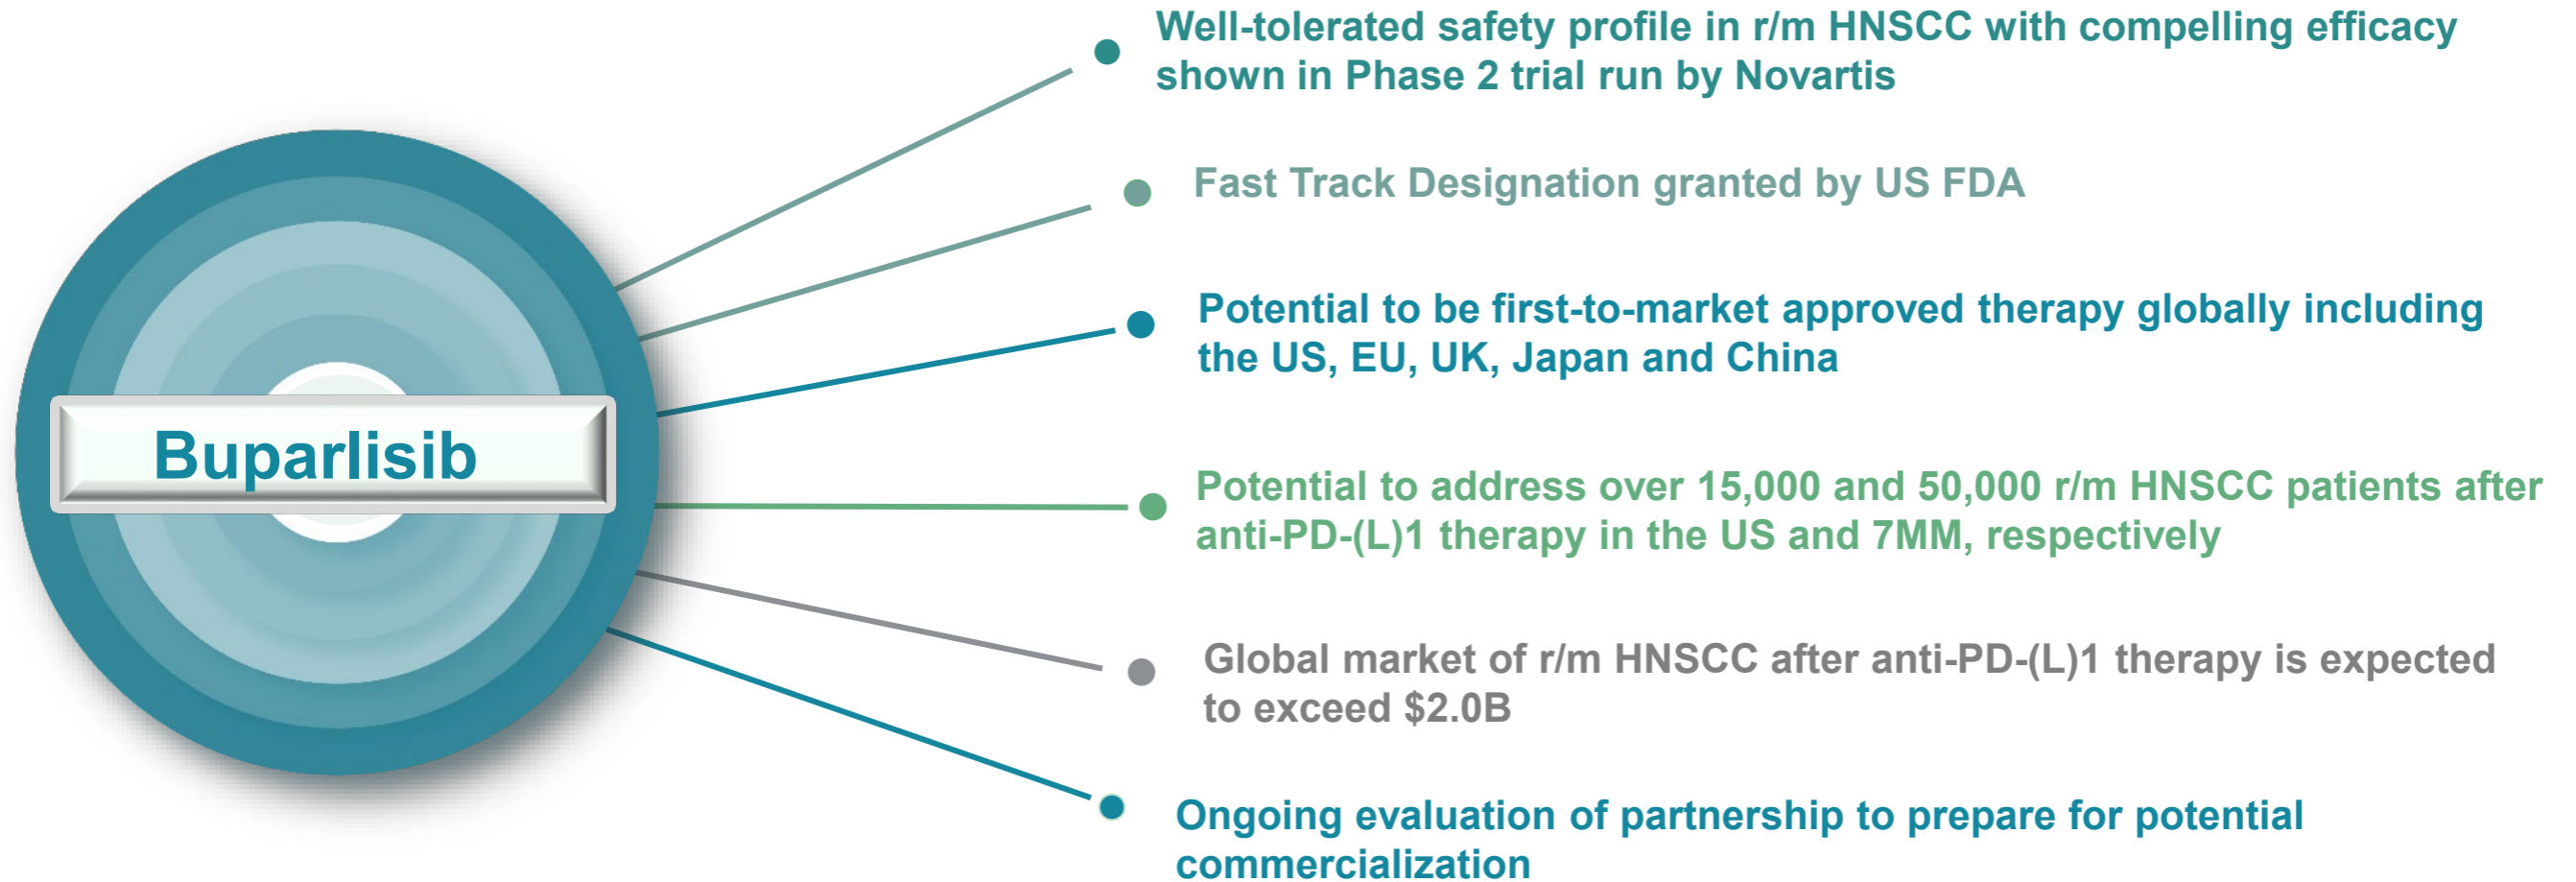 Well-tolerated safety profile in r/m HNSCC with compelling efficacy
shown in Phase 2 trial run by Novartis
Fast Track Designation granted by US FDA
Potential to be first-to-market approved therapy globally including
the US, EU, UK, Japan and China
Buparlisib
Potential to address over 15,000 and 50,000 r/m HNSCC patients after
anti-PD-(L)1 therapy in the US and 7MM, respectively
Global market of r/m HNSCC after anti-PD-(L)1 therapy is expected
to exceed $2.0B
Ongoing evaluation of partnership to prepare for potential
commercialization